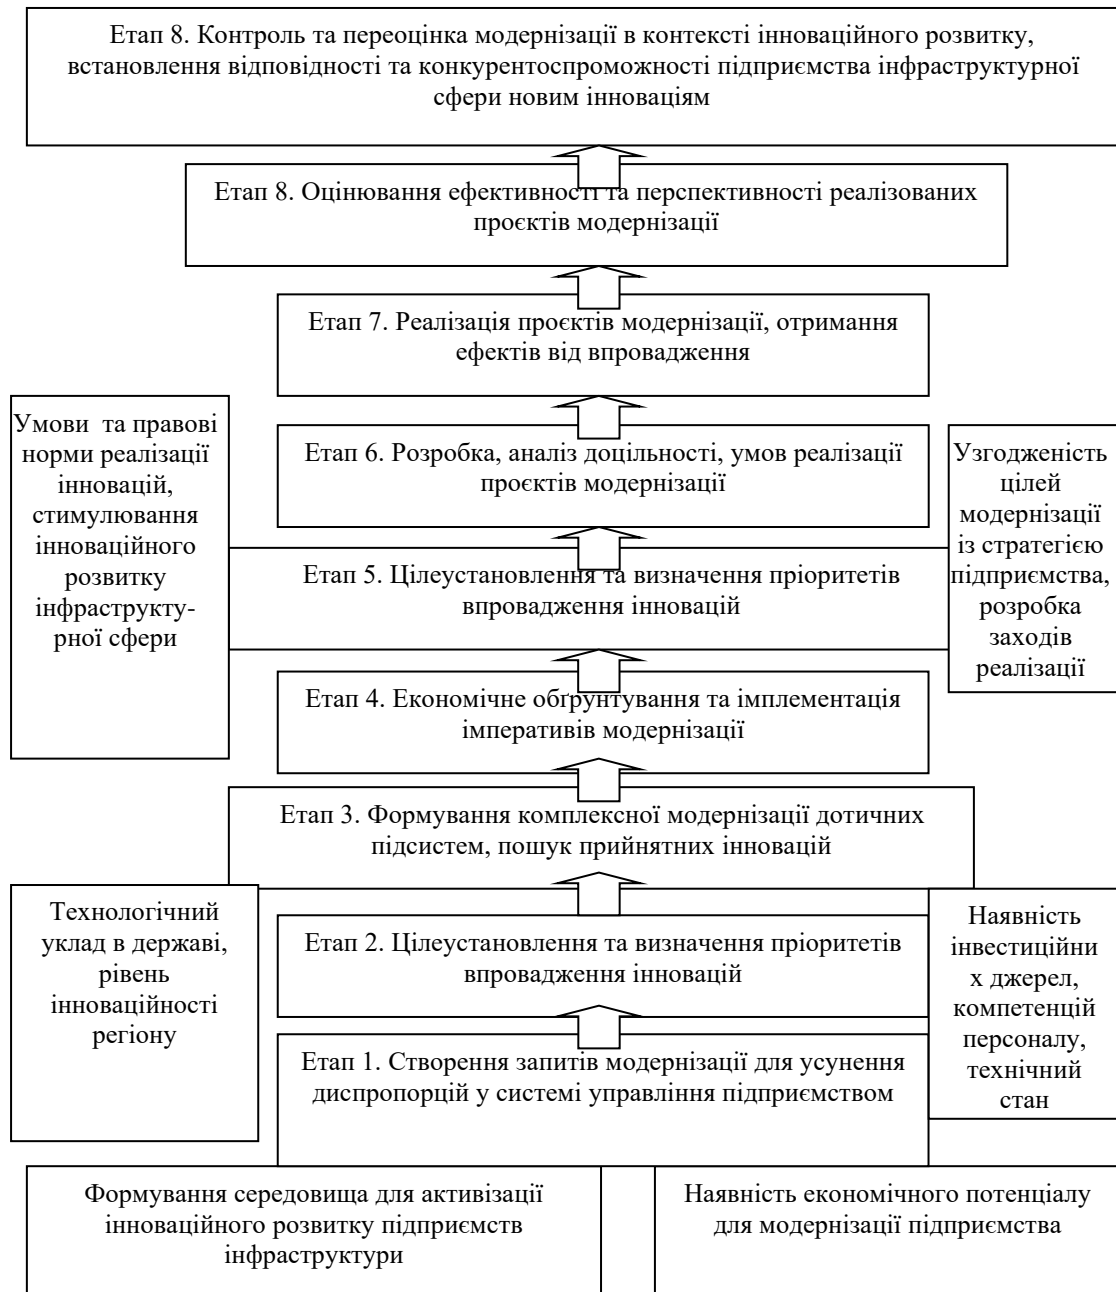 Етап 8. Контроль та переоцінка модернізації в контексті інноваційного розвитку,
встановлення відповідності та конкурентоспроможності підприємства інфраструктурної
сфери новим інноваціям
Етап 8. Оцінювання ефективності та перспективності реалізованих
проєктів модернізації
Етап 7. Реалізація проєктів модернізації, отримання
ефектів від впровадження
Умови та правові
норми реалізації
інновацій,
стимулювання
інноваційного
розвитку
інфраструкту-
рної сфери
Етап 6. Розробка, аналіз доцільності, умов реалізації
проєктів модернізації
Узгодженість
цілей
модернізації
із стратегією
підприємства,
розробка
заходів
реалізації
Етап 5. Цілеустановлення та визначення пріоритетів
впровадження інновацій
Етап 4. Економічне обґрунтування та імплементація
імперативів модернізації
Етап 3. Формування комплексної модернізації дотичних
підсистем, пошук прийнятних інновацій
Технологічний
уклад в державі,
рівень
інноваційності
регіону
Етап 2. Цілеустановлення та визначення пріоритетів
впровадження інновацій
Наявність
інвестиційни
х джерел,
компетенцій
персоналу,
технічний
стан
Етап 1. Створення запитів модернізації для усунення
диспропорцій у системі управління підприємством
Формування середовища для активізації
інноваційного розвитку підприємств
інфраструктури
Наявність економічного потенціалу
для модернізації підприємства